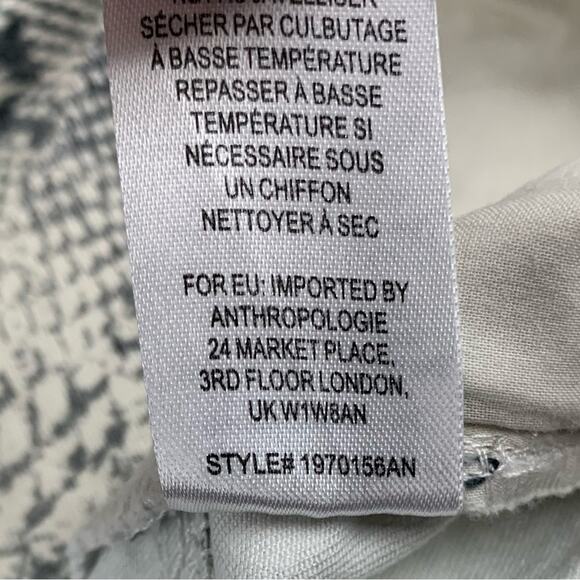 SÉCHER PAR CULBUTAGE
À BASSE TEMPÉRATURE
REPASSER À BASSE
TEMPÉRATURE SI
NÉCESSAIRE SOUS
UN CHIFFON
NETTOYER À SEC
FOR EU: IMPORTED BY
ANTHROPOLOGIE
24 MARKET PLACE,
3RD FLOOR LONDON,
UK W1W8AN
STYLE# 1970156AN